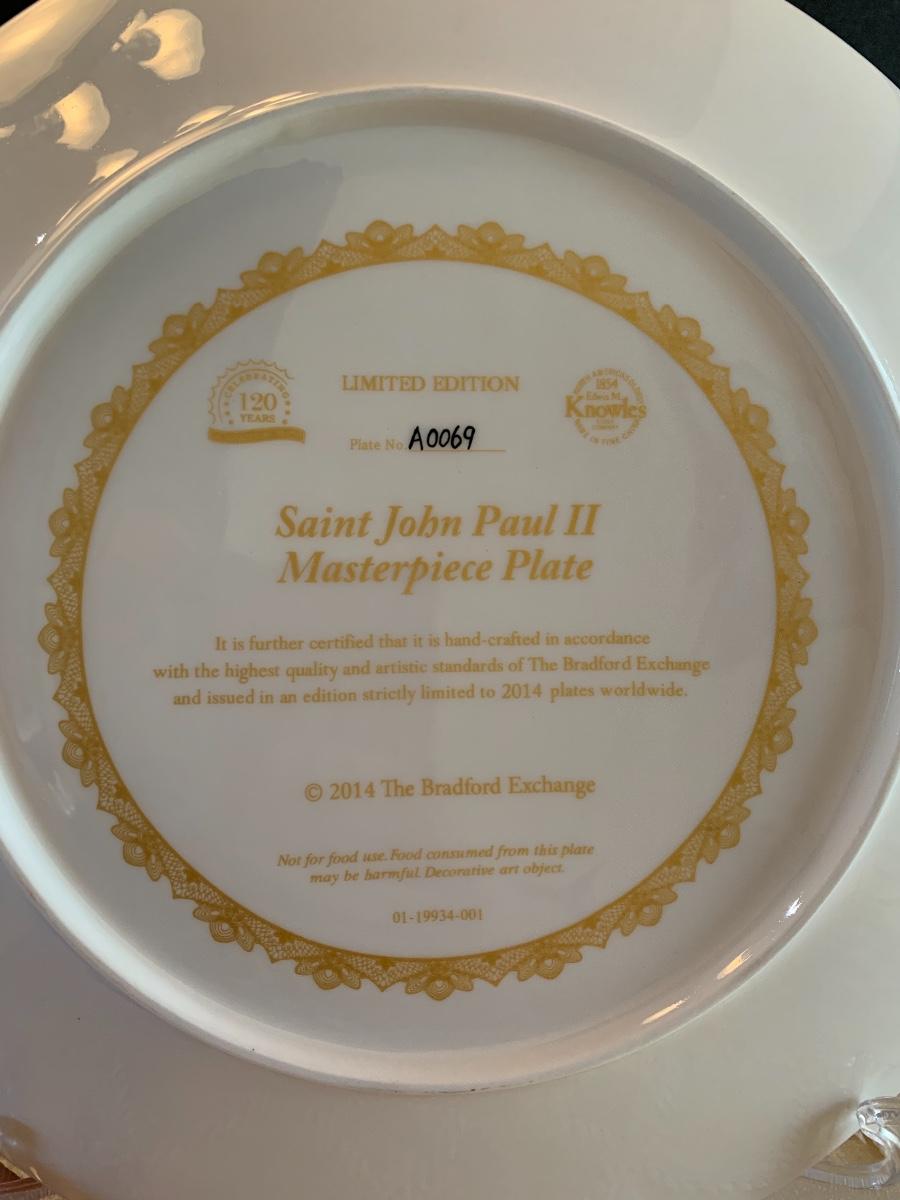 CELEBRATING
120
YEARS
LIMITED EDITION
1854
Edwin M.
Knowles
CHINA
COMPANY
Plate No. A0069
Saint John Paul II
Masterpiece Plate
It is further certified that it is hand-crafted in accordance
with the highest quality and artistic standards of The Bradford Exchange
and issued in an edition strictly limited to 2014 plates worldwide.
© 2014 The Bradford Exchange
Not for food use. Food consumed from this plate
may be harmful. Decorative art object.
01-19934-001